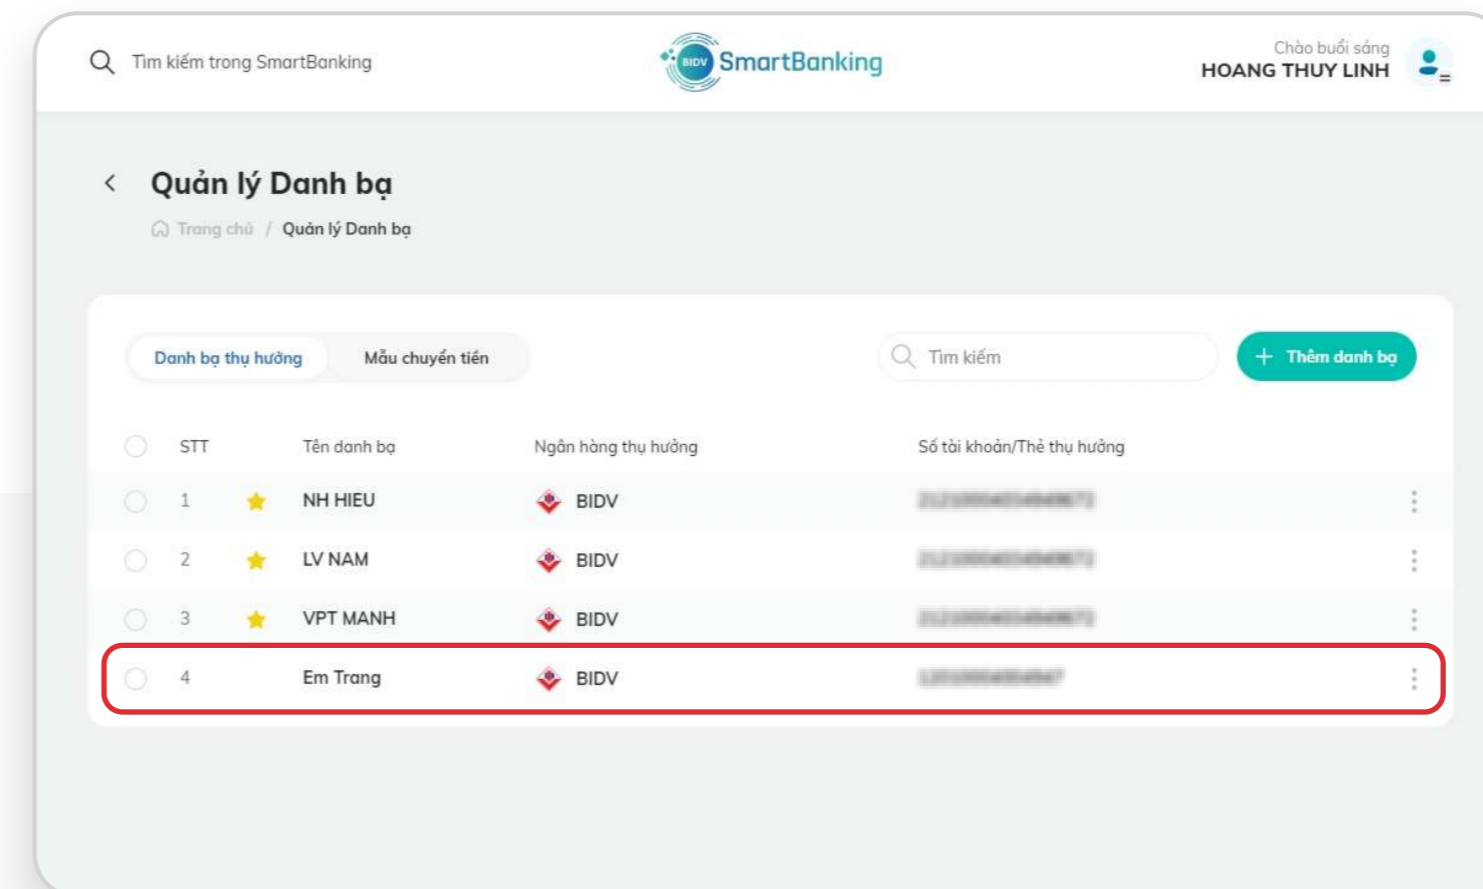 Tìm kiếm trong SmartBanking
BIDV SmartBanking
Chào buổi sáng
HOANG THUY LINH
Quản lý Danh bạ
Trang chủ / Quản lý Danh bạ
Danh bạ thụ hưởng Mẫu chuyển tiền Tìm kiếm + Thêm danh bạ
STT Tên danh bạ Ngân hàng thụ hưởng Số tài khoản/Thẻ thụ hưởng
1 NH HIEU BIDV
2 LV NAM BIDV
3 VPT MANH BIDV
4 Em Trang BIDV